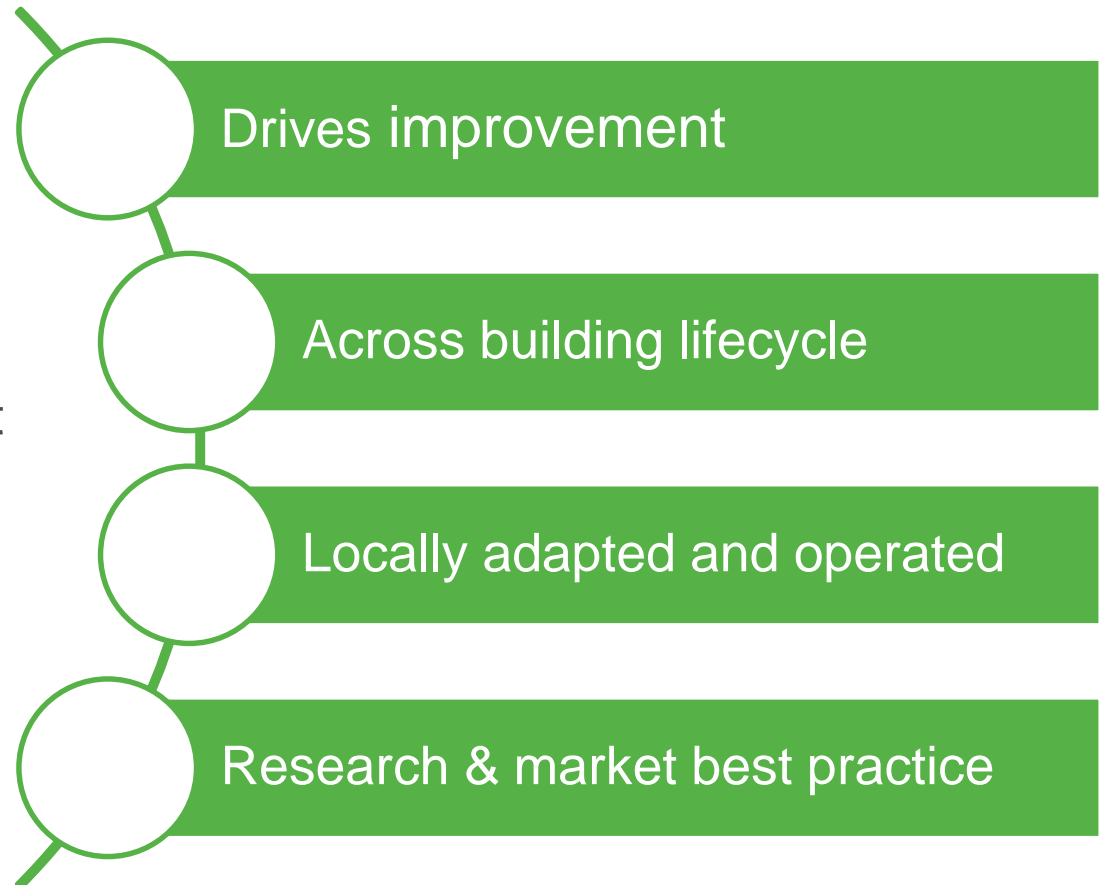 Drives improvement
Across building lifecycle
Locally adapted and operated
Research & market best practice